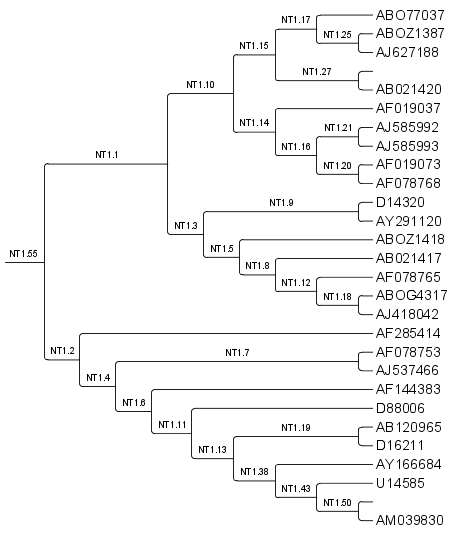 NT1.17 ABO77037
ABOZ1387
NT1.25
NT1.15 AJ627188
NT1.27
NT1.10 AB021420
AF019037
NT1.14
NT1.21 AJ585992
NT1.16 AJ585993
NT1.1 AF019073
NT1.20
AF078768
NT1.9 D14320
NT1.3 AY291120
ABOZ1418
NT1.5
AB021417
NT1.8
NT1.55 AF078765
NT1.12
ABOG4317
NT1.18
AJ418042
AF285414
NT1.2
NT1.7 AF078753
NT1.4 AJ537466
AF144383
NT1.6
D88006
NT1.11
NT1.19 AB120965
NT1.13 D16211
AY166684
NT1.38
U14585
NT1.43
NT1.50
AM039830